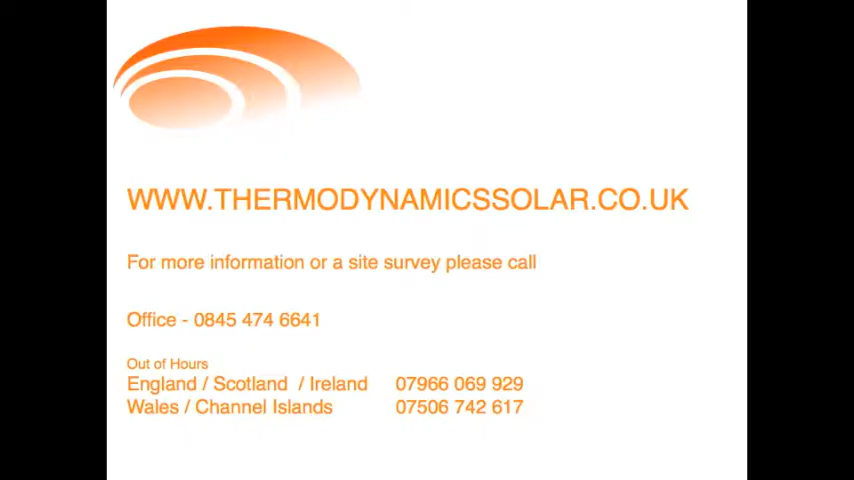 WWW.THERMODYNAMICSSOLAR.CO.UK
For more information or a site survey please call
Office - 0845 474 6641
Out of Hours
England / Scotland / Ireland 07966 069 929
Wales / Channel Islands 07506 742 617